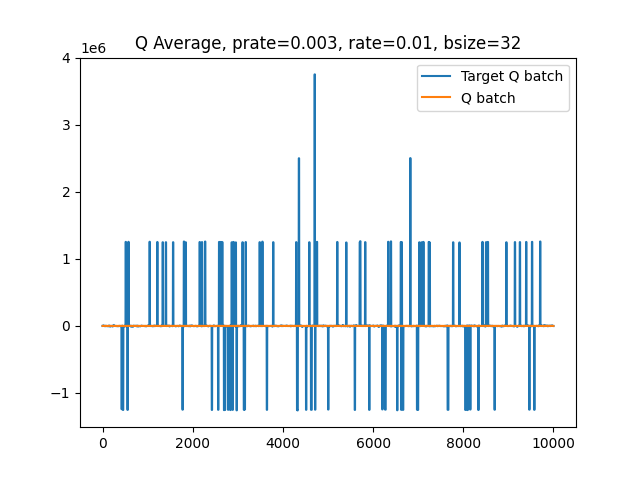 Q Average, prate=0.003, rate=0.01, bsize=32
1e6
Target Q batch
Q batch
4
3
2
1
0
−1
0 2000 4000 6000 8000 10000